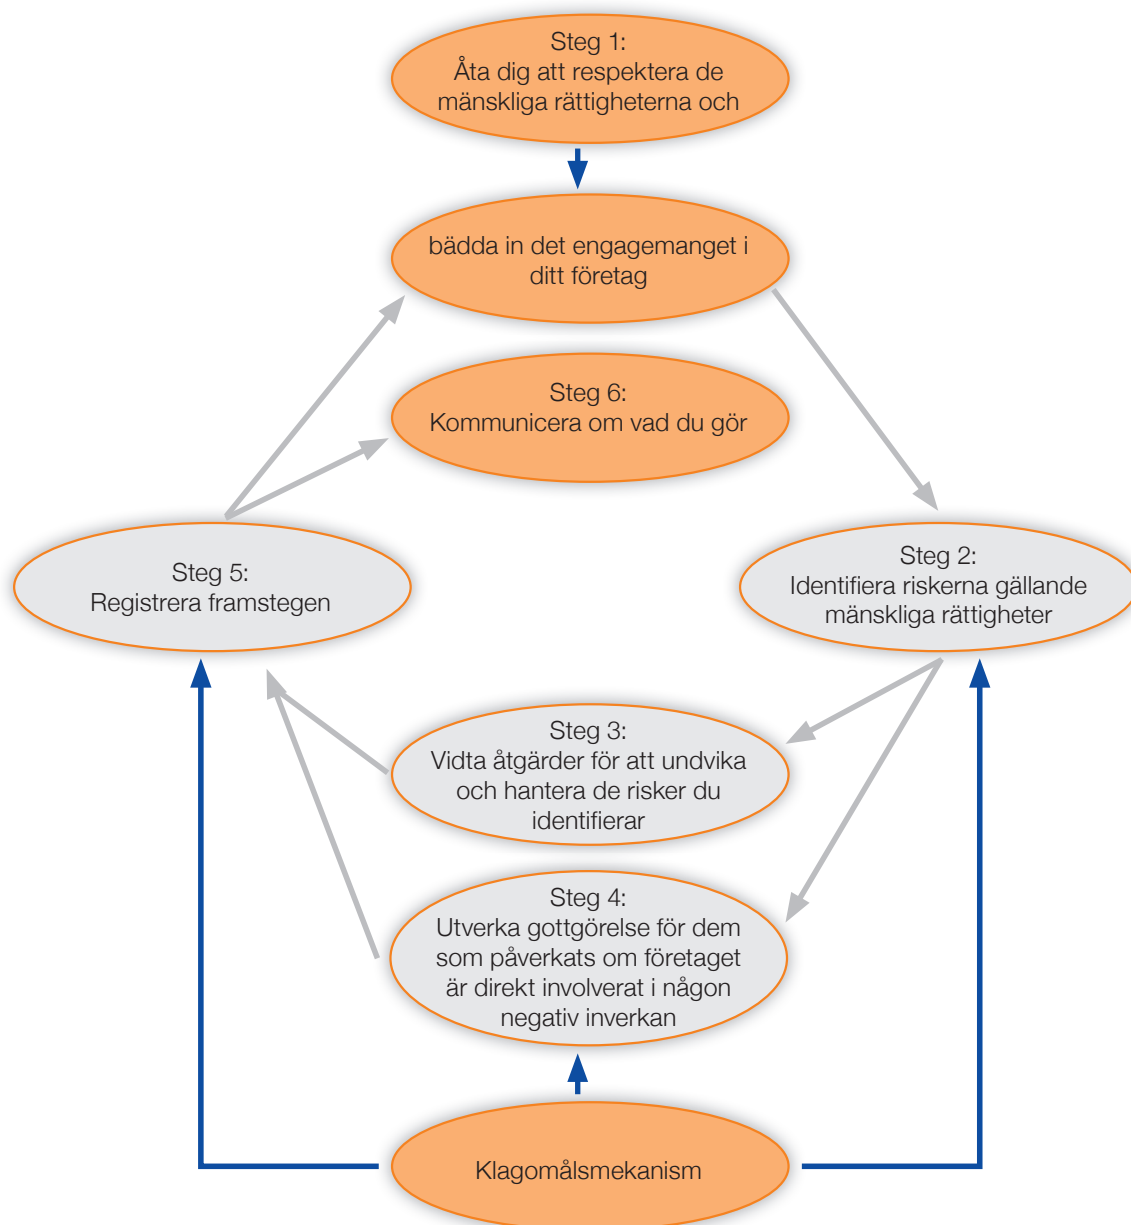 Steg 1:
Åta dig att respektera de
mänskliga rättigheterna och
bädda in det engagemanget i
ditt företag
Steg 6:
Kommunicera om vad du gör
Steg 5:
Registrera framstegen
Steg 2:
Identifiera riskerna gällande
mänskliga rättigheter
Steg 3:
Vidta åtgärder för att undvika
och hantera de risker du
identifierar
Steg 4:
Utverka gottgörelse för dem
som påverkats om företaget
är direkt involverat i någon
negativ inverkan
Klagomålsmekanism